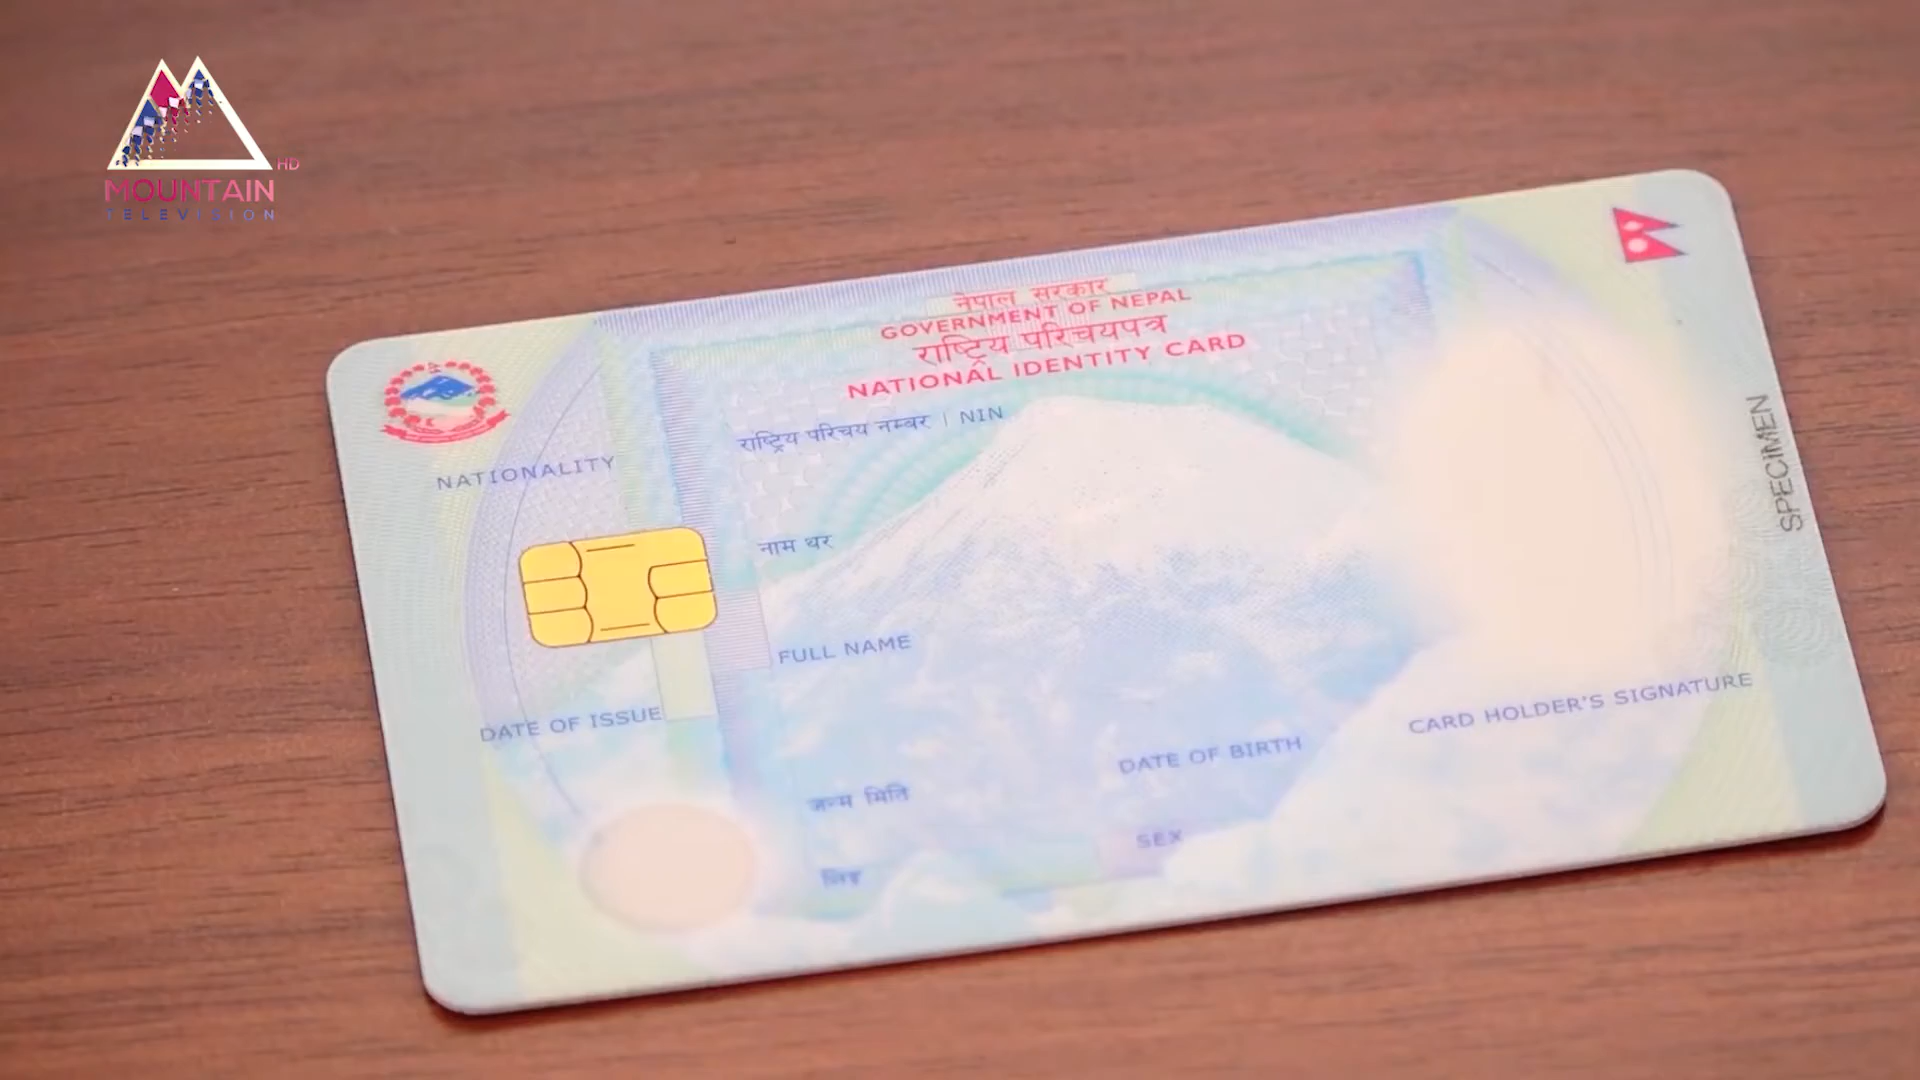 HD
MOUNTAIN
TELEVISION
नेपाल सरकार
GOVERNMENT OF NEPAL
राष्ट्रिय परिचयपत्र
NATIONAL IDENTITY CARD
राष्ट्रिय परिचय नम्बर | NIN
NATIONALITY
SPECIMEN
नाम थर
FULL NAME
DATE OF ISSUE
CARD HOLDER'S SIGNATURE
जन्म मिति
DATE OF BIRTH
लिङ्ग
SEX